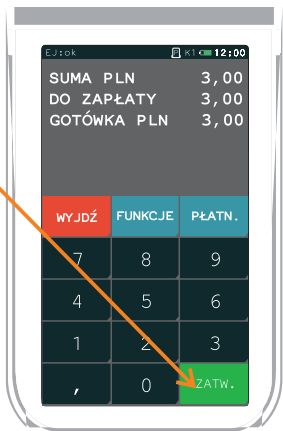 EJ:ok K1 12:00
SUMA PLN 3,00
DO ZAPŁATY 3,00
GOTÓWKA PLN 3,00
WYJDŹ FUNKCJE PŁATN.
7 8 9
4 5 6
1 2 3
, 0 ZATW.